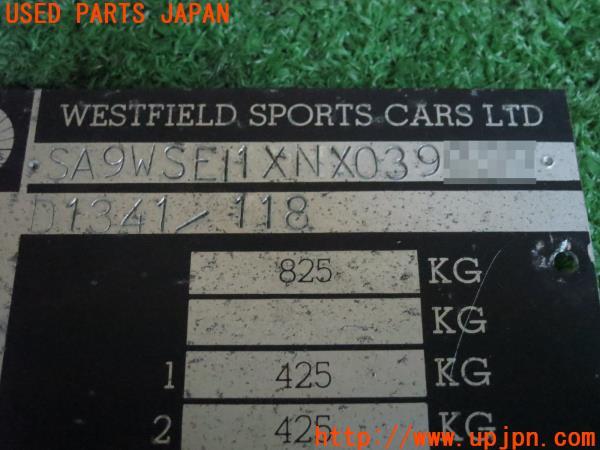 USED PARTS JAPAN
WESTFIELD SPORTS CARS LTD
SA9WSE11XNX039
D1341/118
825 KG
KG
1 425 KG
2 425 KG
http://www.upjpn.com